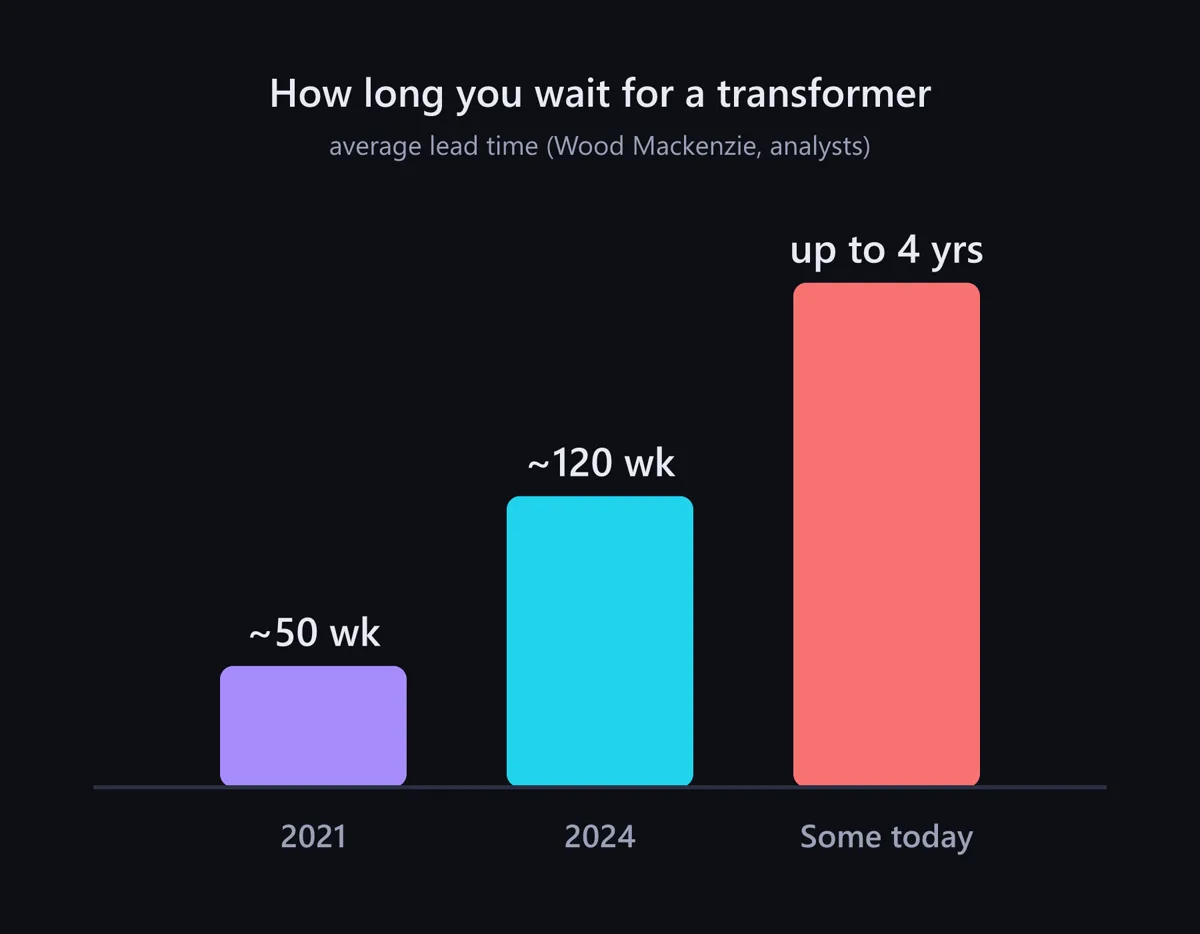 How long you wait for a transformer
average lead time (Wood Mackenzie, analysts)
up to 4 yrs
~120 wk
~50 wk
2021
2024
Some today